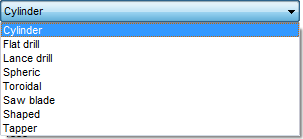 Cylinder
Cylinder
Flat drill
Lance drill
Spheric
Toroidal
Saw blade
Shaped
Tapper